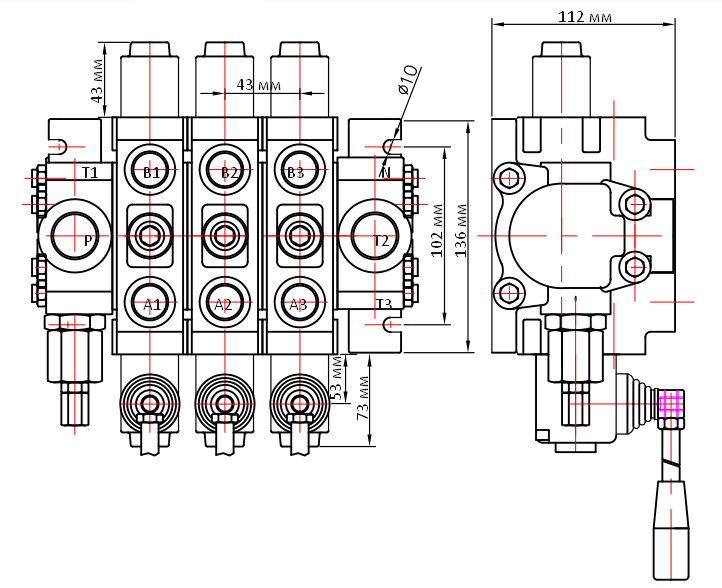 112 мм
43 мм
43 мм
ø10
T1
B1
B2
B3
N
P
T2
102 мм
136 мм
A1
A2
A3
T3
53 мм
73 мм